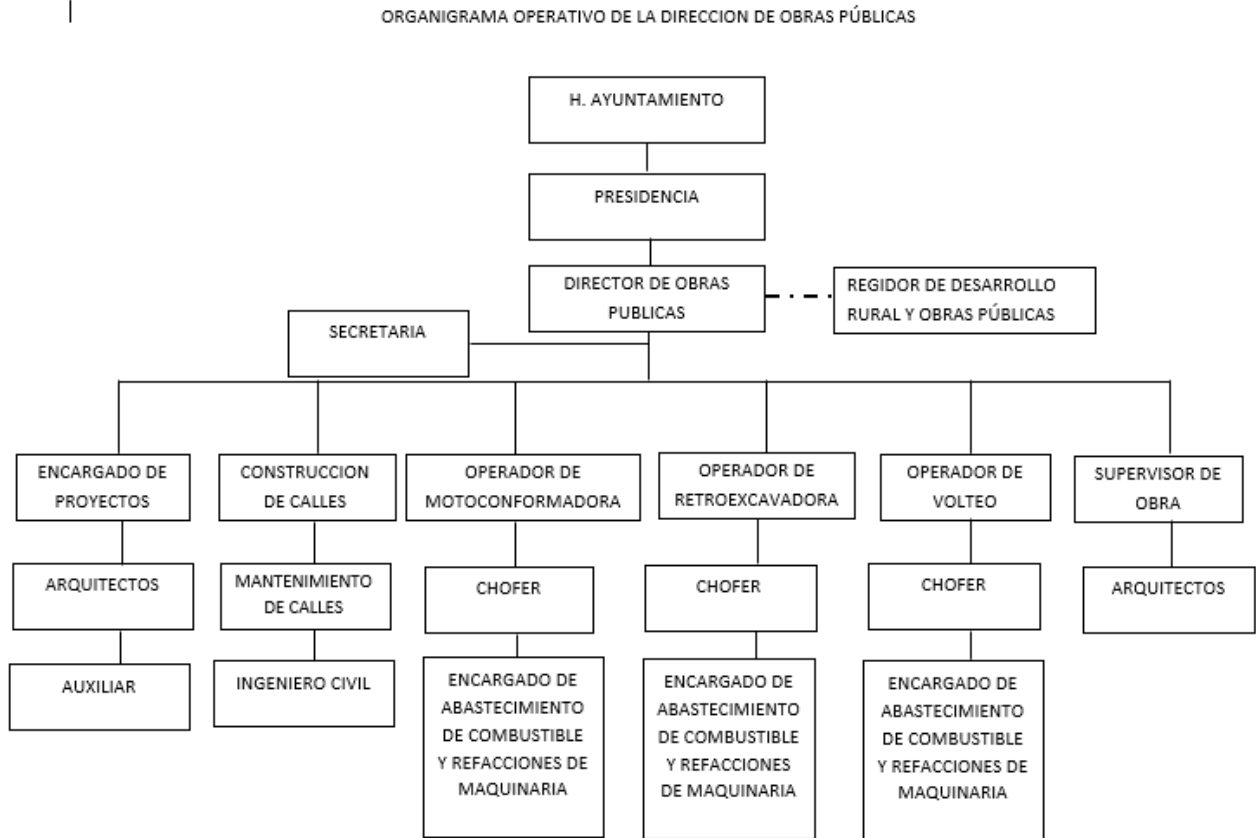 ORGANIGRAMA OPERATIVO DE LA DIRECCION DE OBRAS PÚBLICAS
H. AYUNTAMIENTO
PRESIDENCIA
DIRECTOR DE OBRAS
PUBLICAS
REGIDOR DE DESARROLLO
RURAL Y OBRAS PÚBLICAS
SECRETARIA
ENCARGADO DE
PROYECTOS
CONSTRUCCION
DE CALLES
OPERADOR DE
MOTOCONFORMADORA
OPERADOR DE
RETROEXCAVADORA
OPERADOR DE
VOLTEO
SUPERVISOR DE
OBRA
ARQUITECTOS
MANTENIMIENTO
DE CALLES
CHOFER
CHOFER
CHOFER
ARQUITECTOS
AUXILIAR
INGENIERO CIVIL
ENCARGADO DE
ABASTECIMIENTO
DE COMBUSTIBLE
Y REFACCIONES DE
MAQUINARIA
ENCARGADO DE
ABASTECIMIENTO
DE COMBUSTIBLE
Y REFACCIONES
DE MAQUINARIA
ENCARGADO DE
ABASTECIMIENTO
DE COMBUSTIBLE
Y REFACCIONES DE
MAQUINARIA